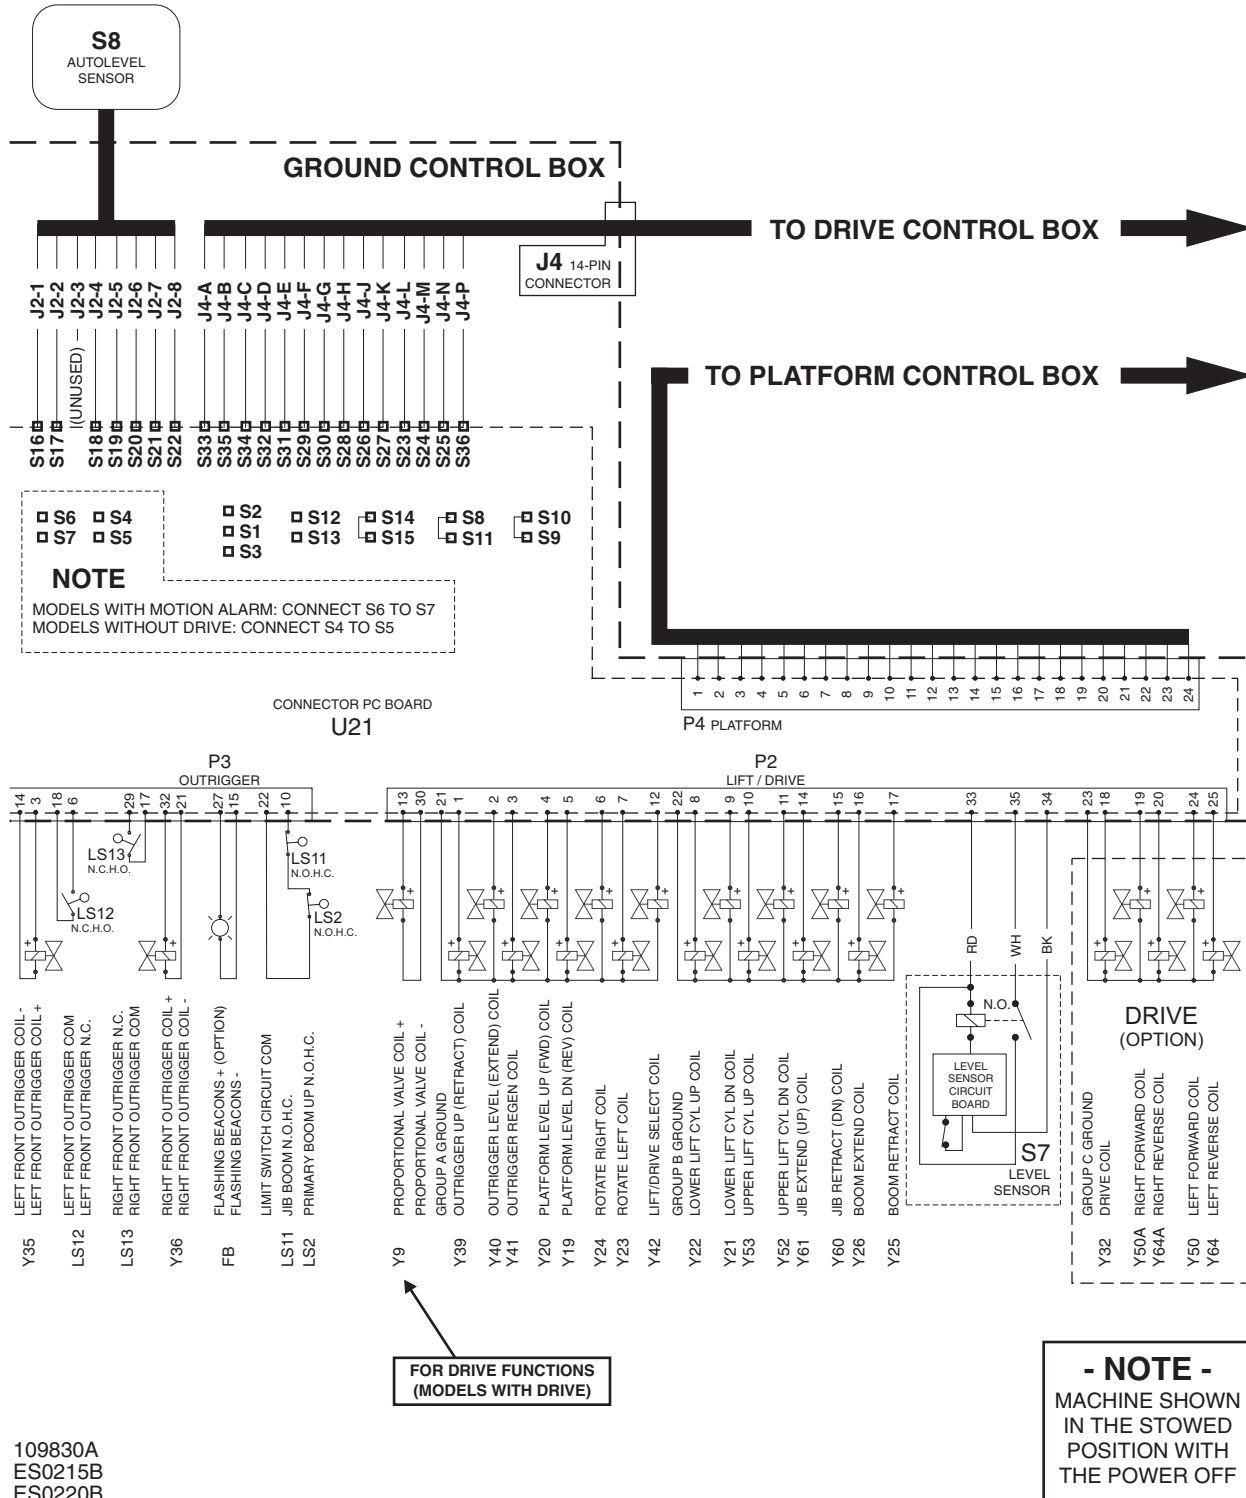 S8
AUTOLEVEL
SENSOR
GROUND CONTROL BOX
TO DRIVE CONTROL BOX
J4 14-PIN
CONNECTOR
J2-1
J2-2
J2-3
J2-4
J2-5
J2-6
J2-7
J2-8
J4-A
J4-B
J4-C
J4-D
J4-E
J4-F
J4-G
J4-H
J4-J
J4-K
J4-L
J4-M
J4-N
J4-P
(UNUSED)
TO PLATFORM CONTROL BOX
S16
S17
S18
S19
S20
S21
S22
S33
S35
S34
S32
S31
S29
S30
S28
S26
S27
S23
S24
S25
S36
S6 S4
S7 S5
S2
S1
S3
S12
S13
S14
S15
S8
S11
S10
S9
NOTE
MODELS WITH MOTION ALARM: CONNECT S6 TO S7
MODELS WITHOUT DRIVE: CONNECT S4 TO S5
1 2 3 4 5 6 7 8 9 10 11 12 13 14 15 16 17 18 19 20 21 22 23 24
P4 PLATFORM
CONNECTOR PC BOARD
U21
P3
OUTRIGGER
P2
LIFT / DRIVE
14 3 18 6 29 17 32 21 27 15 22 10
13 30 21 1 2 3 4 5 6 7 12 22 8 9 10 11 14 15 16 17 33 35 34 23 18 19 20 24 25
LS13
N.C.H.O.
LS11
N.O.H.C.
LS12
N.C.H.O.
LS2
N.O.H.C.
+ + + + + + + + + + + + + + + + + + + + + + + +
RD
WH
BK
N.O.
LEVEL
SENSOR
CIRCUIT
BOARD
S7
LEVEL
SENSOR
DRIVE
(OPTION)
LEFT FRONT OUTRIGGER COIL -
LEFT FRONT OUTRIGGER COIL +
LEFT FRONT OUTRIGGER COM
LEFT FRONT OUTRIGGER N.C.
RIGHT FRONT OUTRIGGER N.C.
RIGHT FRONT OUTRIGGER COM
RIGHT FRONT OUTRIGGER COIL +
RIGHT FRONT OUTRIGGER COIL -
FLASHING BEACONS + (OPTION)
FLASHING BEACONS -
LIMIT SWITCH CIRCUIT COM
JIB BOOM N.O.H.C.
PRIMARY BOOM UP N.O.H.C.
PROPORTIONAL VALVE COIL +
PROPORTIONAL VALVE COIL -
GROUP A GROUND
OUTRIGGER UP (RETRACT) COIL
OUTRIGGER LEVEL (EXTEND) COIL
OUTRIGGER REGEN COIL
PLATFORM LEVEL UP (FWD) COIL
PLATFORM LEVEL DN (REV) COIL
ROTATE RIGHT COIL
ROTATE LEFT COIL
LIFT/DRIVE SELECT COIL
GROUP B GROUND
LOWER LIFT CYL UP COIL
LOWER LIFT CYL DN COIL
UPPER LIFT CYL UP COIL
UPPER LIFT CYL DN COIL
JIB EXTEND (UP) COIL
JIB RETRACT (DN) COIL
BOOM EXTEND COIL
BOOM RETRACT COIL
GROUP C GROUND
DRIVE COIL
RIGHT FORWARD COIL
RIGHT REVERSE COIL
LEFT FORWARD COIL
LEFT REVERSE COIL
Y35
LS12
LS13
Y36
FB
LS11
LS2
Y9
Y39
Y40
Y41
Y20
Y19
Y24
Y23
Y42
Y22
Y21
Y53
Y52
Y61
Y60
Y26
Y25
Y32
Y50A
Y64A
Y50
Y64
FOR DRIVE FUNCTIONS
(MODELS WITH DRIVE)
- NOTE -
MACHINE SHOWN
IN THE STOWED
POSITION WITH
THE POWER OFF
109830A
ES0215B
ES0220B